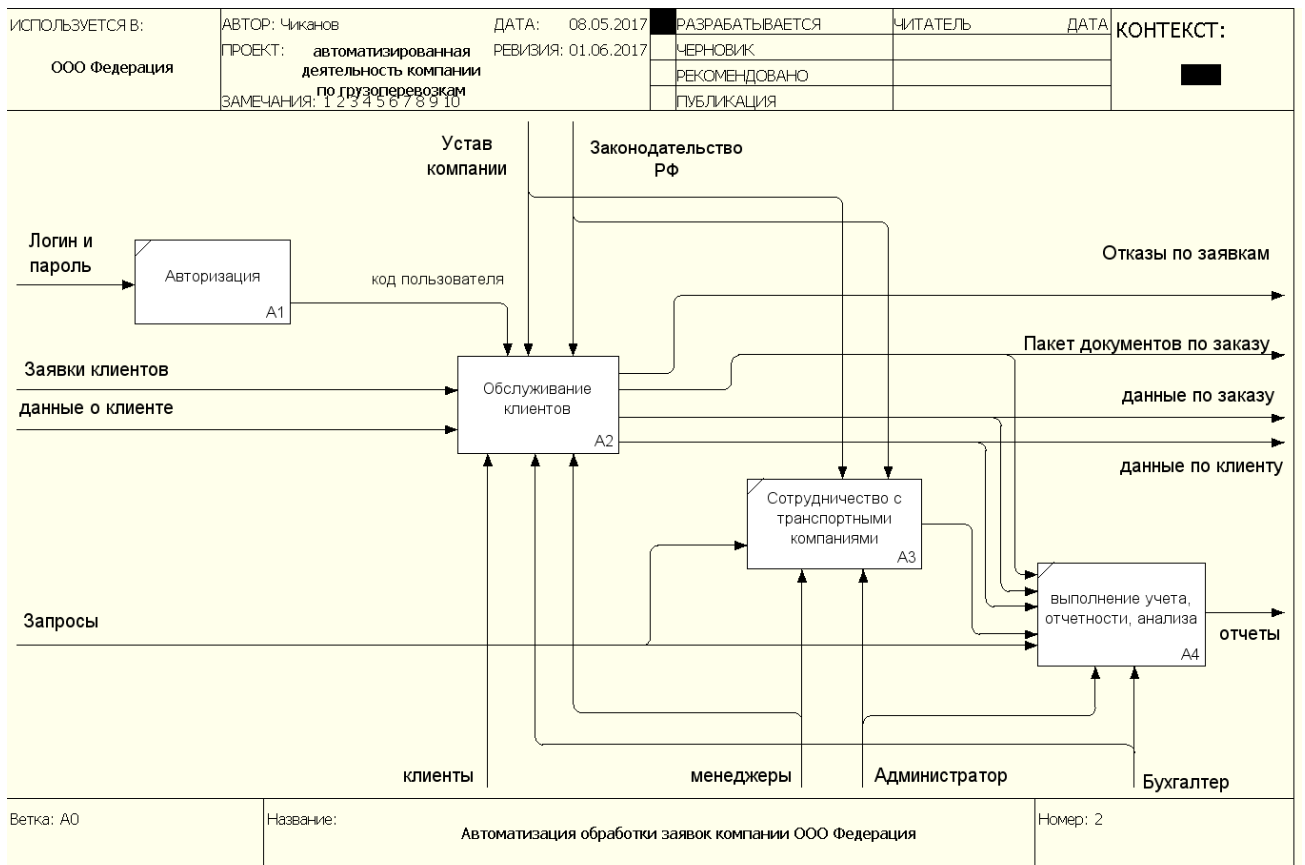 ИСПОЛЬЗУЕТСЯ В:
ООО Федерация
АВТОР: Чиканов
ДАТА: 08.05.2017
ПРОЕКТ: автоматизированная
деятельность компании
по грузоперевозкам
РЕВИЗИЯ: 01.06.2017
ЗАМЕЧАНИЯ: 1 2 3 4 5 6 7 8 9 10
РАЗРАБАТЫВАЕТСЯ
ЧЕРНОВИК
РЕКОМЕНДОВАНО
ПУБЛИКАЦИЯ
ЧИТАТЕЛЬ ДАТА
КОНТЕКСТ:
Устав
компании
Законодательство
РФ
Логин и
пароль
Авторизация
A1
код пользователя
Отказы по заявкам
Пакет документов по заказу
Заявки клиентов
данные о клиенте
Обслуживание
клиентов
A2
данные по заказу
данные по клиенту
Сотрудничество с
транспортными
компаниями
A3
Запросы
выполнение учета,
отчетности, анализа
A4
отчеты
клиенты
менеджеры
Администратор
Бухгалтер
Ветка: A0
Название:
Автоматизация обработки заявок компании ООО Федерация
Номер: 2